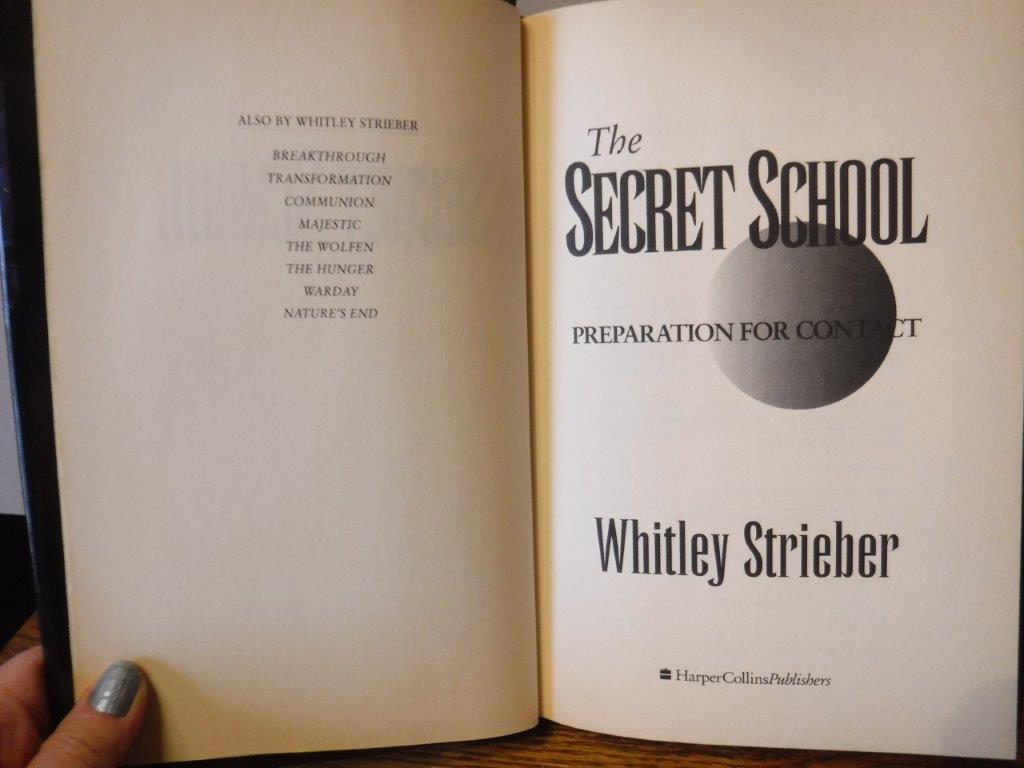 ALSO BY WHITLEY STRIEBER
BREAKTHROUGH
TRANSFORMATION
COMMUNION
MAJESTIC
THE WOLFEN
THE HUNGER
WARDAY
NATURE'S END
The
SECRET SCHOOL
PREPARATION FOR CONTACT
Whitley Strieber
HarperCollinsPublishers